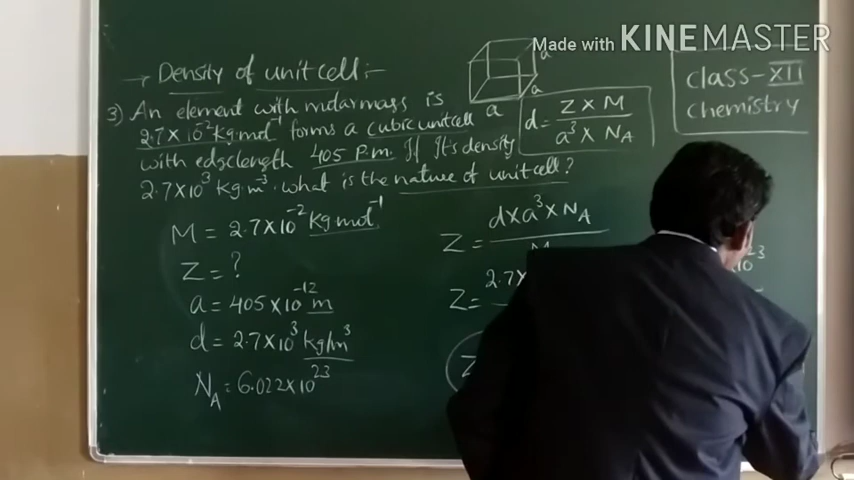 Made with KINEMASTER
→ Density of unit cell:-
3) An element with molar mass is
2.7 × 10⁻² kg mol⁻¹ forms a cubic unit cell
with edge length 405 P.m. If It's density
2.7 × 10³ kg.m⁻³. what is the nature of unit cell?
a
a
a
d = Z × M / a³ × N_A
class - XII
chemistry
M = 2.7 × 10⁻² kg mol⁻¹
Z = ?
a = 405 × 10⁻¹² m
d = 2.7 × 10³ kg/m³
N_A = 6.022 × 10²³
Z = d × a³ × N_A / M
Z = 2.7 ×
Z